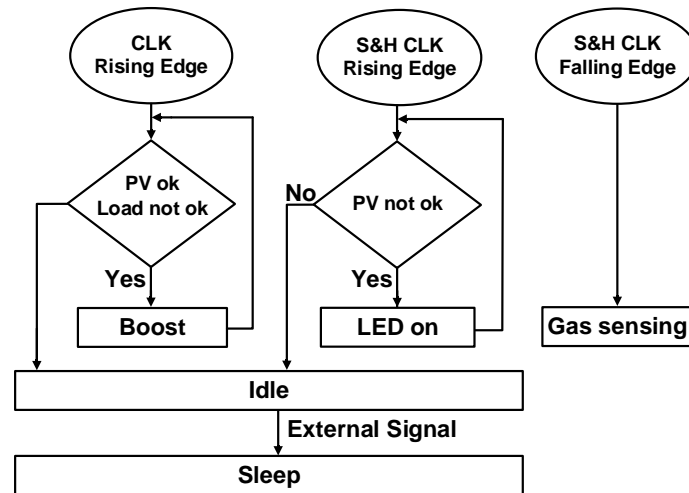 CLK
Rising Edge
S&H CLK
Rising Edge
S&H CLK
Falling Edge
PV ok
Load not ok
No
PV not ok
Yes
Yes
Boost
LED on
Gas sensing
Idle
External Signal
Sleep